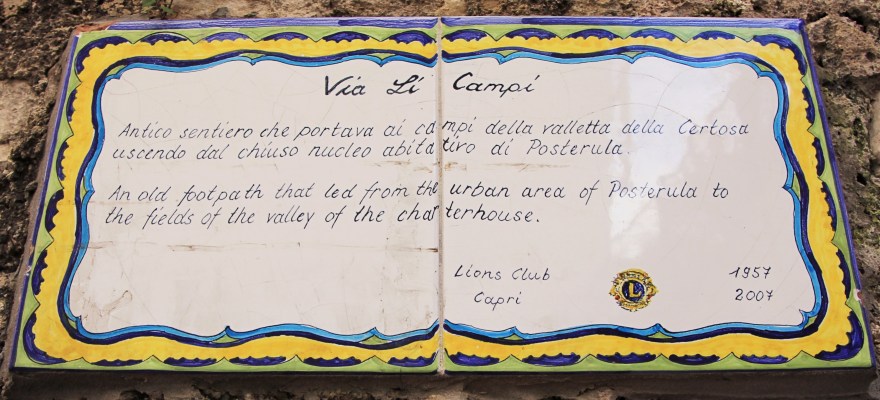 Via Li Campi
Antico sentiero che portava ai campi della valletta della Certosa
uscendo dal chiuso nucleo abitativo di Posterula.
An old footpath that led from the urban area of Posterula to
the fields of the valley of the charterhouse.
Lions Club
Capri
L
1957
2007